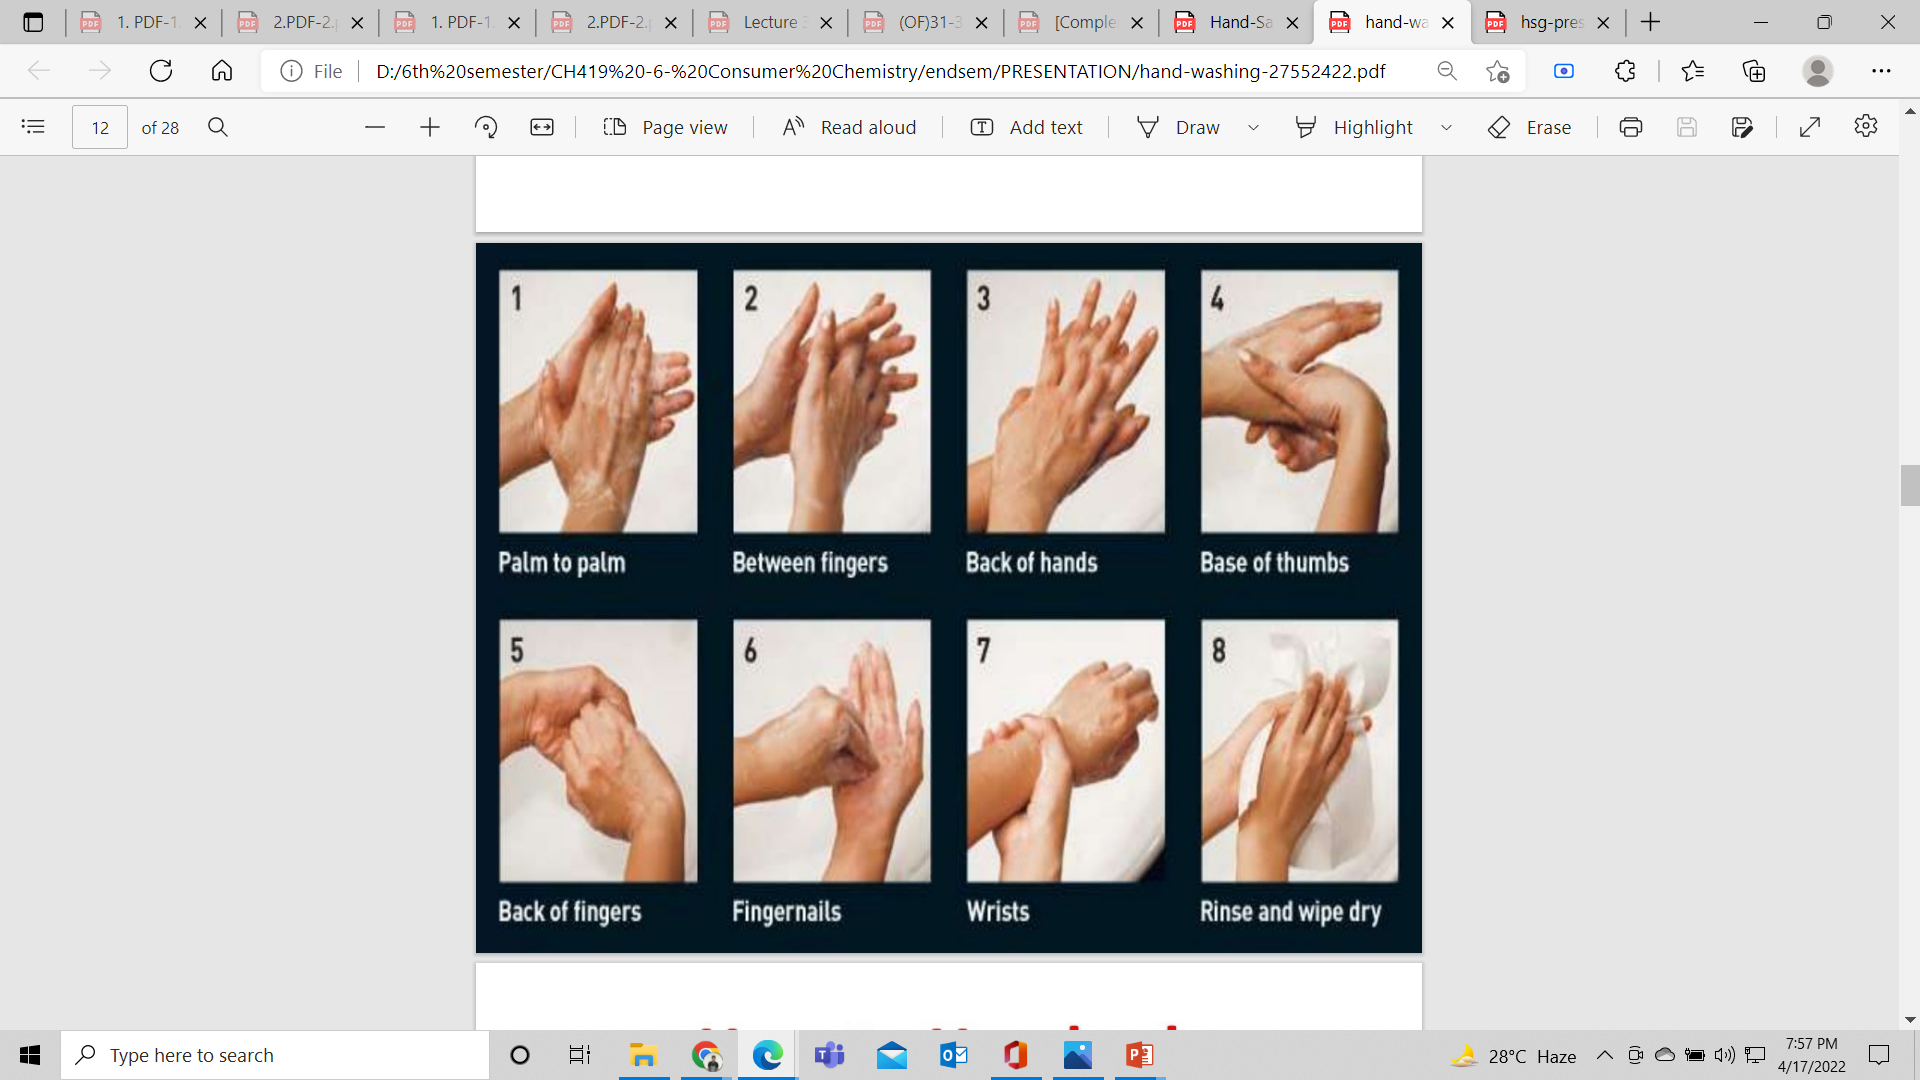 1. PDF-1.
2.PDF-2.
1. PDF-1.
2.PDF-2.
Lecture
(OF)31-3
[Comple
Hand-Sa
hand-wa
hsg-pres
File
D:/6th%20semester/CH419%20-6-%20Consumer%20Chemistry/endsem/PRESENTATION/hand-washing-27552422.pdf
12 of 28
Page view
Read aloud
Add text
Draw
Highlight
Erase
1
2
3
4
Palm to palm
Between fingers
Back of hands
Base of thumbs
5
6
7
8
Back of fingers
Fingernails
Wrists
Rinse and wipe dry
Type here to search
28°C Haze
7:57 PM
4/17/2022